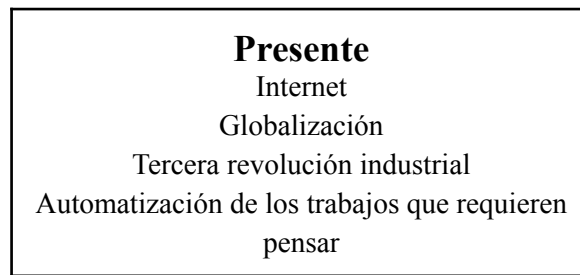 Presente
Internet
Globalización
Tercera revolución industrial
Automatización de los trabajos que requieren
pensar